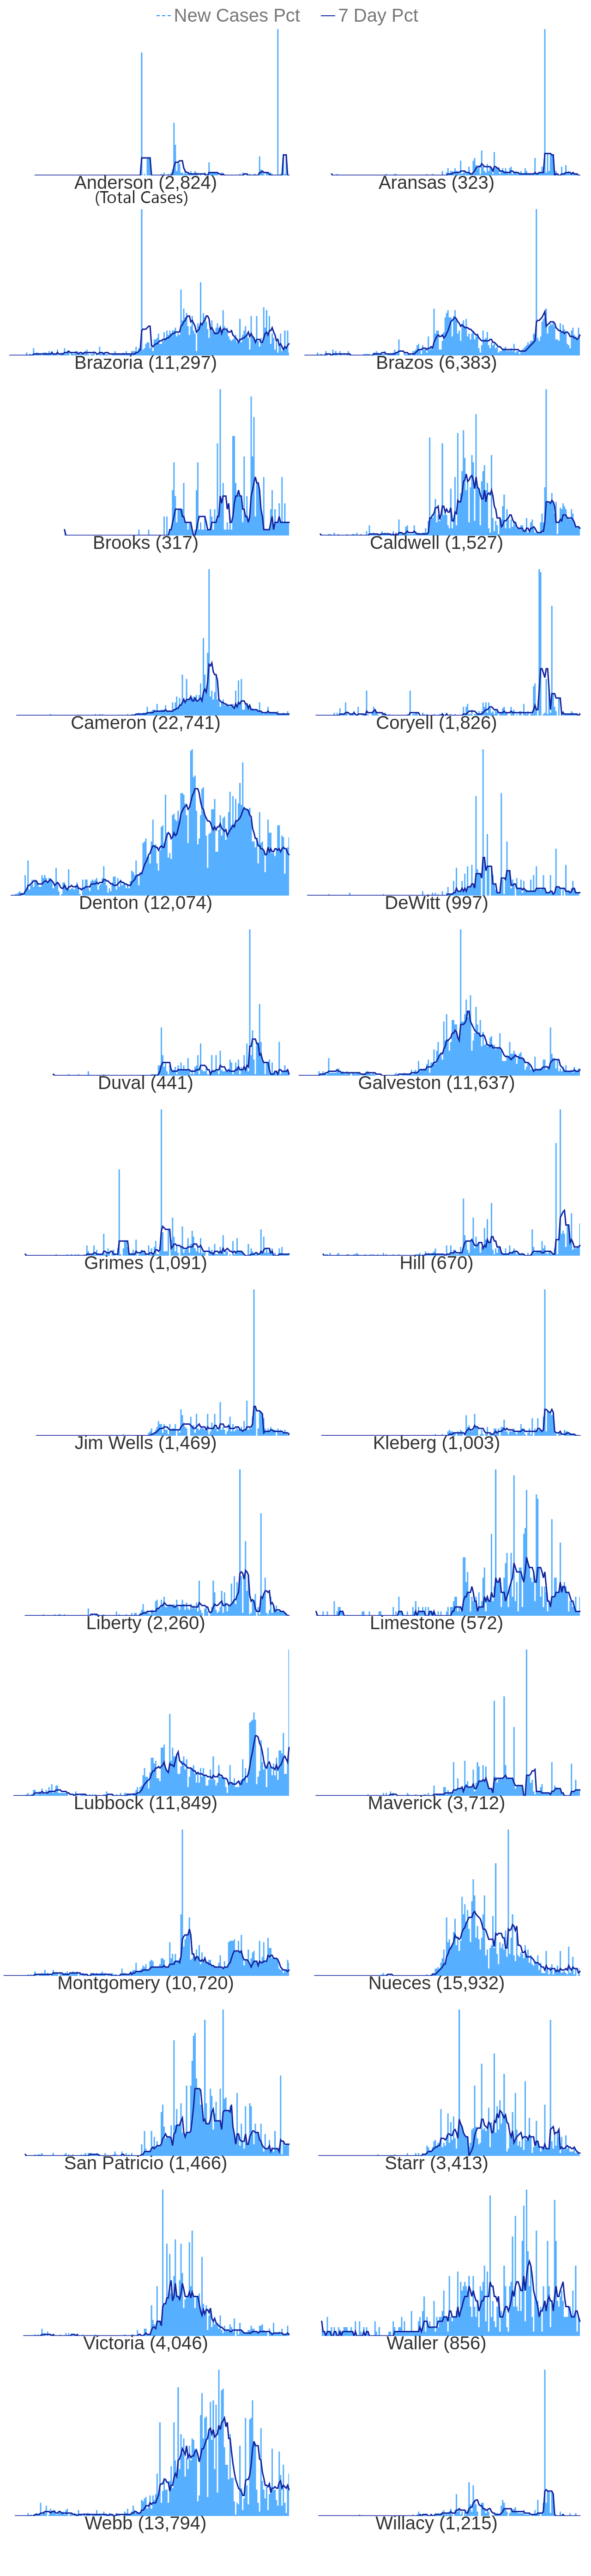 New Cases Pct 7 Day Pct
Anderson (2,824) Aransas (323)
(Total Cases)
Brazoria (11,297) Brazos (6,383)
Brooks (317) Caldwell (1,527)
Cameron (22,741) Coryell (1,826)
Denton (12,074) DeWitt (997)
Duval (441) Galveston (11,637)
Grimes (1,091) Hill (670)
Jim Wells (1,469) Kleberg (1,003)
Liberty (2,260) Limestone (572)
Lubbock (11,849) Maverick (3,712)
Montgomery (10,720) Nueces (15,932)
San Patricio (1,466) Starr (3,413)
Victoria (4,046) Waller (856)
Webb (13,794) Willacy (1,215)